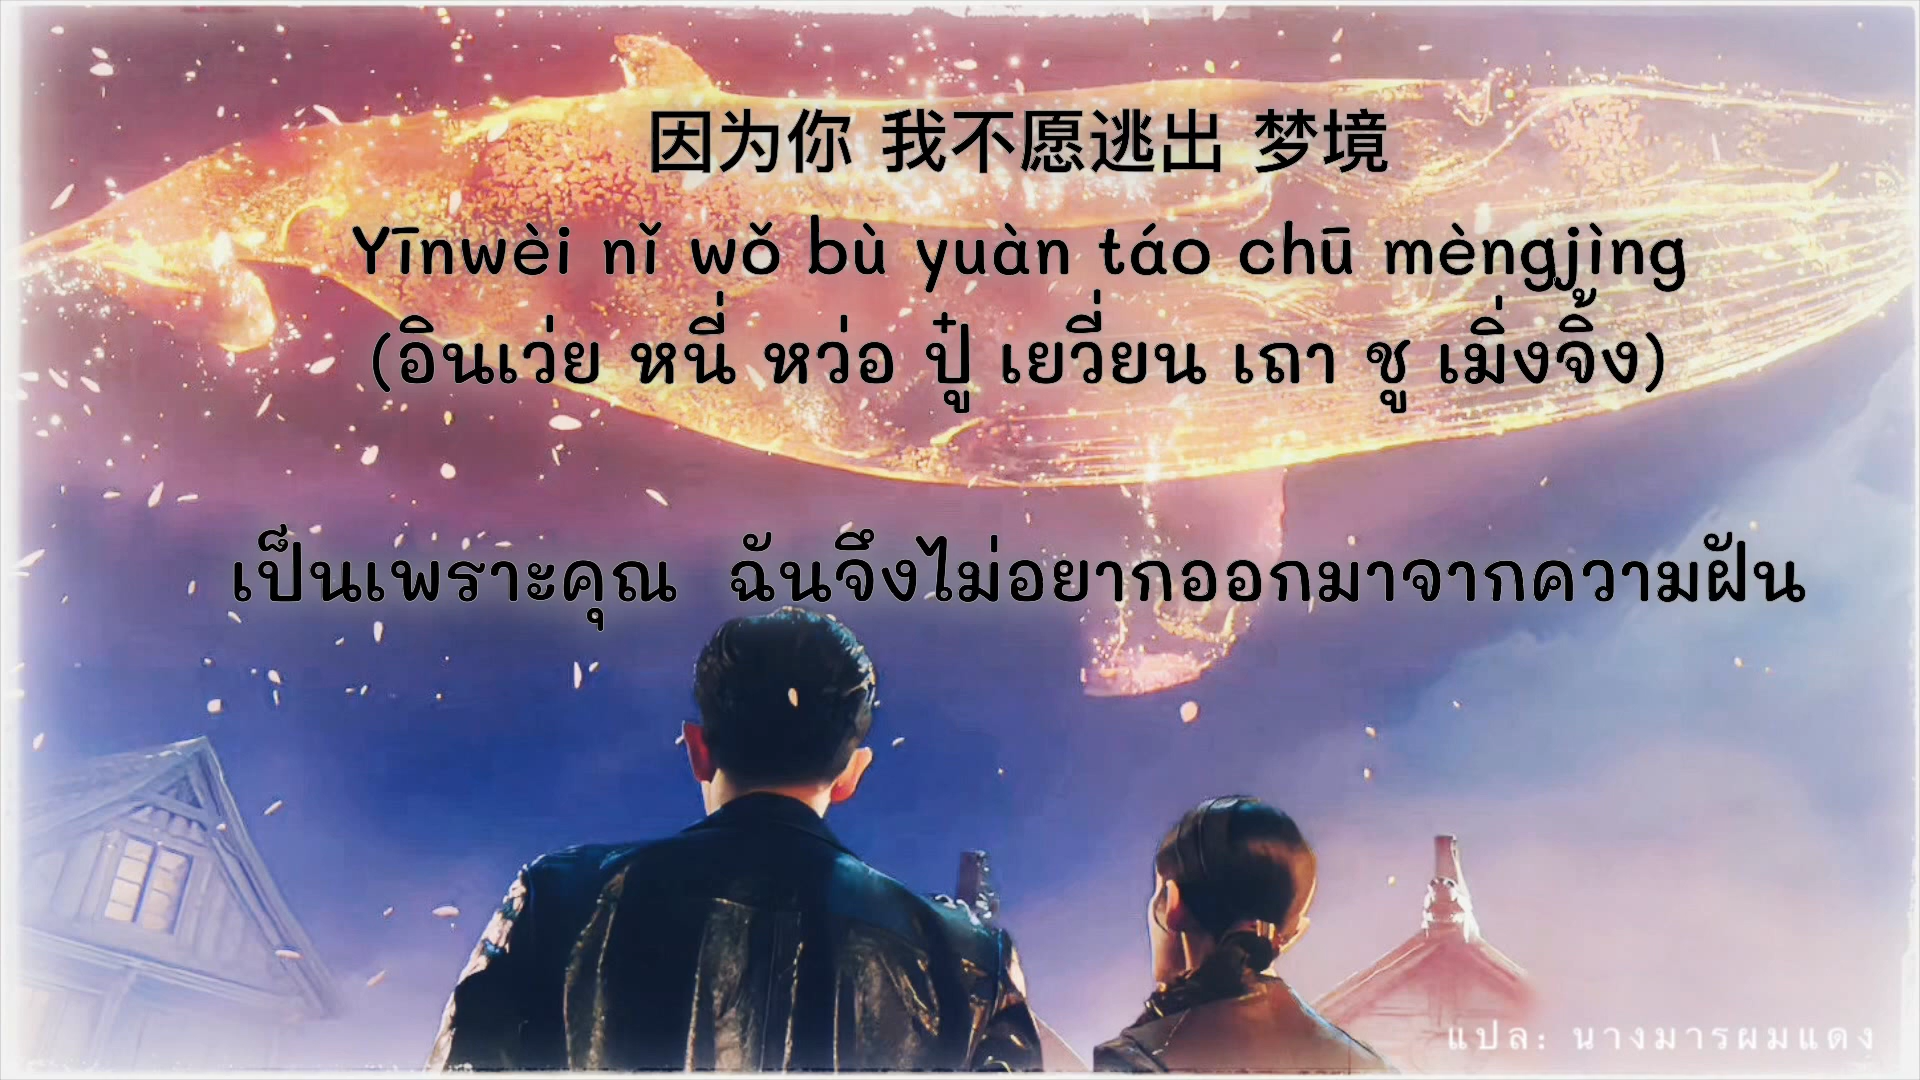 因为你 我不愿逃出 梦境
Yīnwèi nǐ wǒ bù yuàn táo chū mèngjìng
(อินเว่ย หนี่ หว่อ ปู๋ เยวี่ยน เถา ชู เมิ่งจิ้ง)
เป็นเพราะคุณ ฉันจึงไม่อยากออกมาจากความฝัน
แปล: นางมารผมแดง